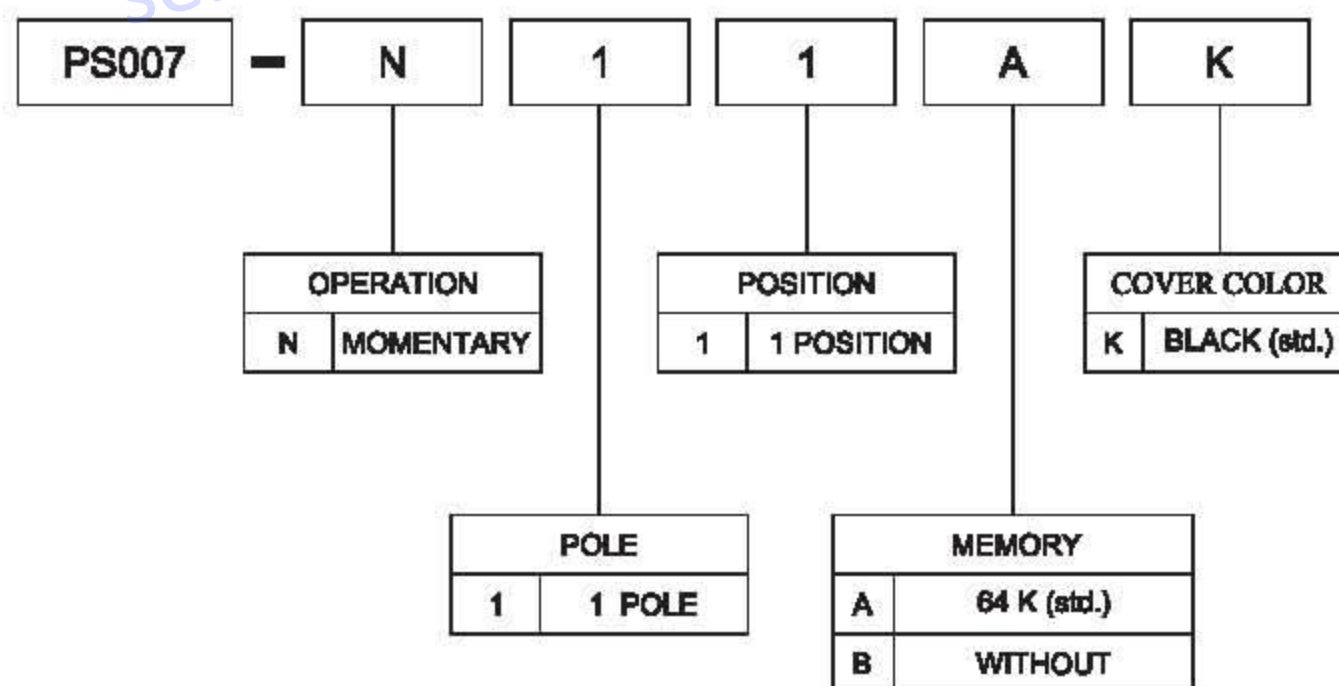 PS007 - N 1 1 A K
OPERATION
N MOMENTARY
POSITION
1 1 POSITION
COVER COLOR
K BLACK (std.)
POLE
1 1 POLE
MEMORY
A 64 K (std.)
B WITHOUT